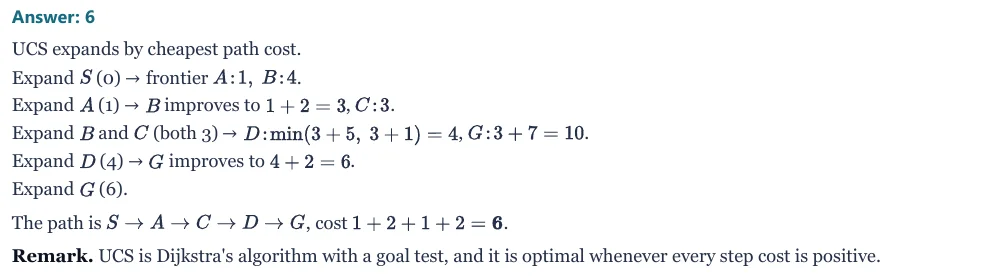 Answer: 6
UCS expands by cheapest path cost.
Expand S (0) → frontier A:1, B:4.
Expand A (1) → B improves to 1 + 2 = 3, C:3.
Expand B and C (both 3) → D:min(3 + 5, 3 + 1) = 4, G:3 + 7 = 10.
Expand D (4) → G improves to 4 + 2 = 6.
Expand G (6).
The path is S → A → C → D → G, cost 1 + 2 + 1 + 2 = 6.
Remark. UCS is Dijkstra's algorithm with a goal test, and it is optimal whenever every step cost is positive.